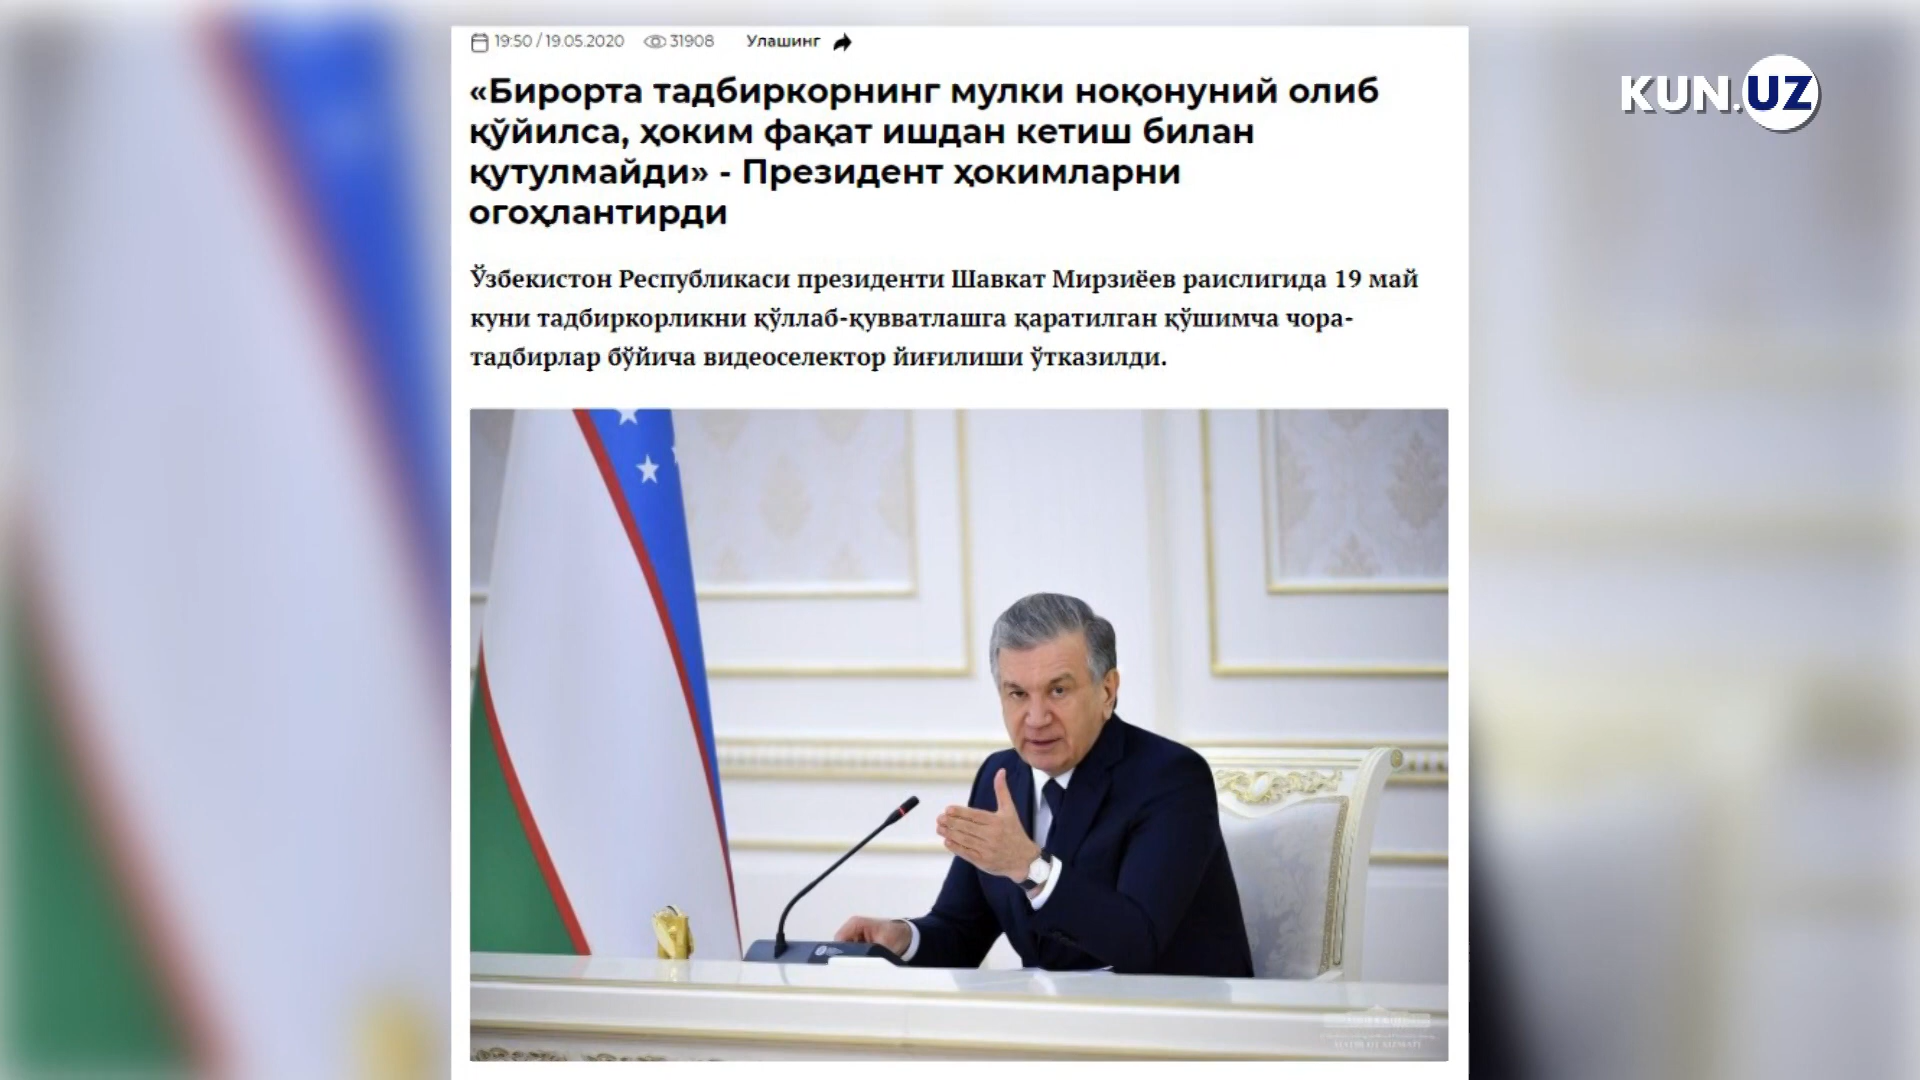 19:50 / 19.05.2020 31908 Улашинг
KUN.UZ
«Бирорта тадбиркорнинг мулки ноқонуний олиб
қўйилса, ҳоким фақат ишдан кетиш билан
қутулмайди» - Президент ҳокимларни
огоҳлантирди
Ўзбекистон Республикаси президенти Шавкат Мирзиёев раислигида 19 май
куни тадбиркорликни қўллаб-қувватлашга қаратилган қўшимча чора-
тадбирлар бўйича видеоселектор йиғилиши ўтказилди.